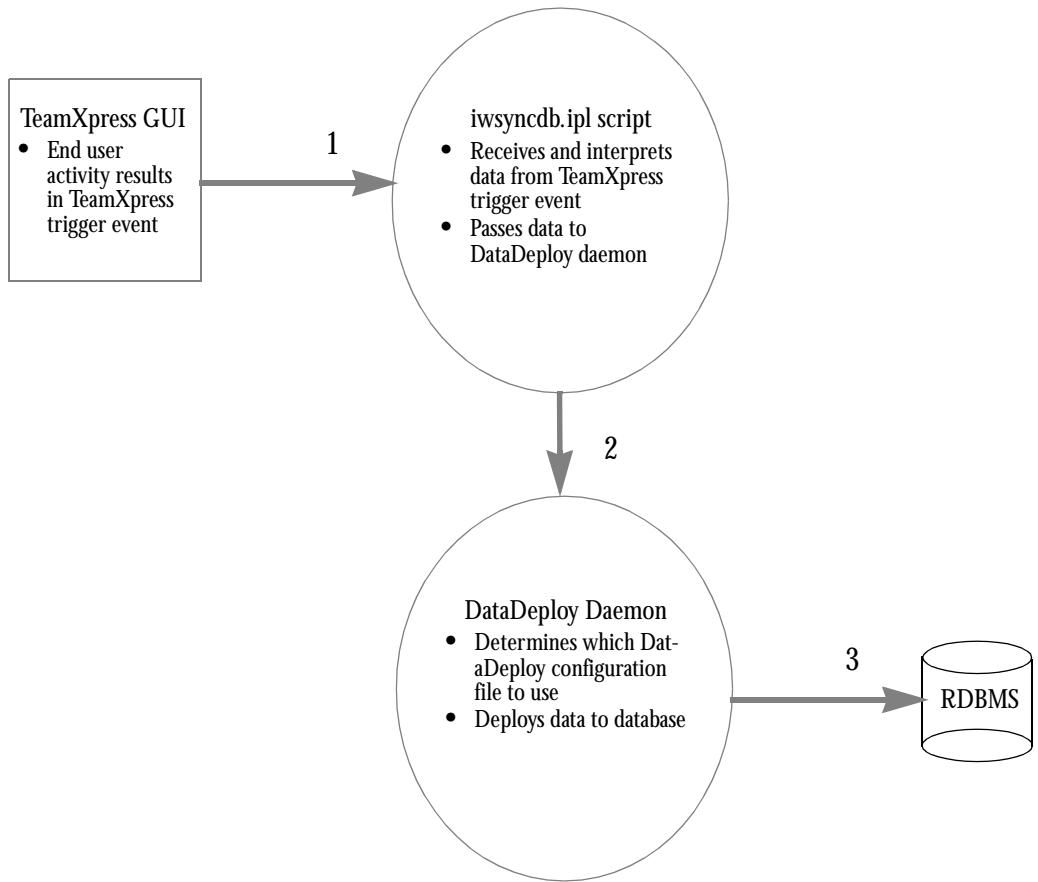 TeamXpress GUI
• End user
activity results
in TeamXpress
trigger event
1
iwsyncdb.ipl script
• Receives and interprets
data from TeamXpress
trigger event
• Passes data to
DataDeploy daemon
2
DataDeploy Daemon
• Determines which Dat-
aDeploy configuration
file to use
• Deploys data to database
3
RDBMS